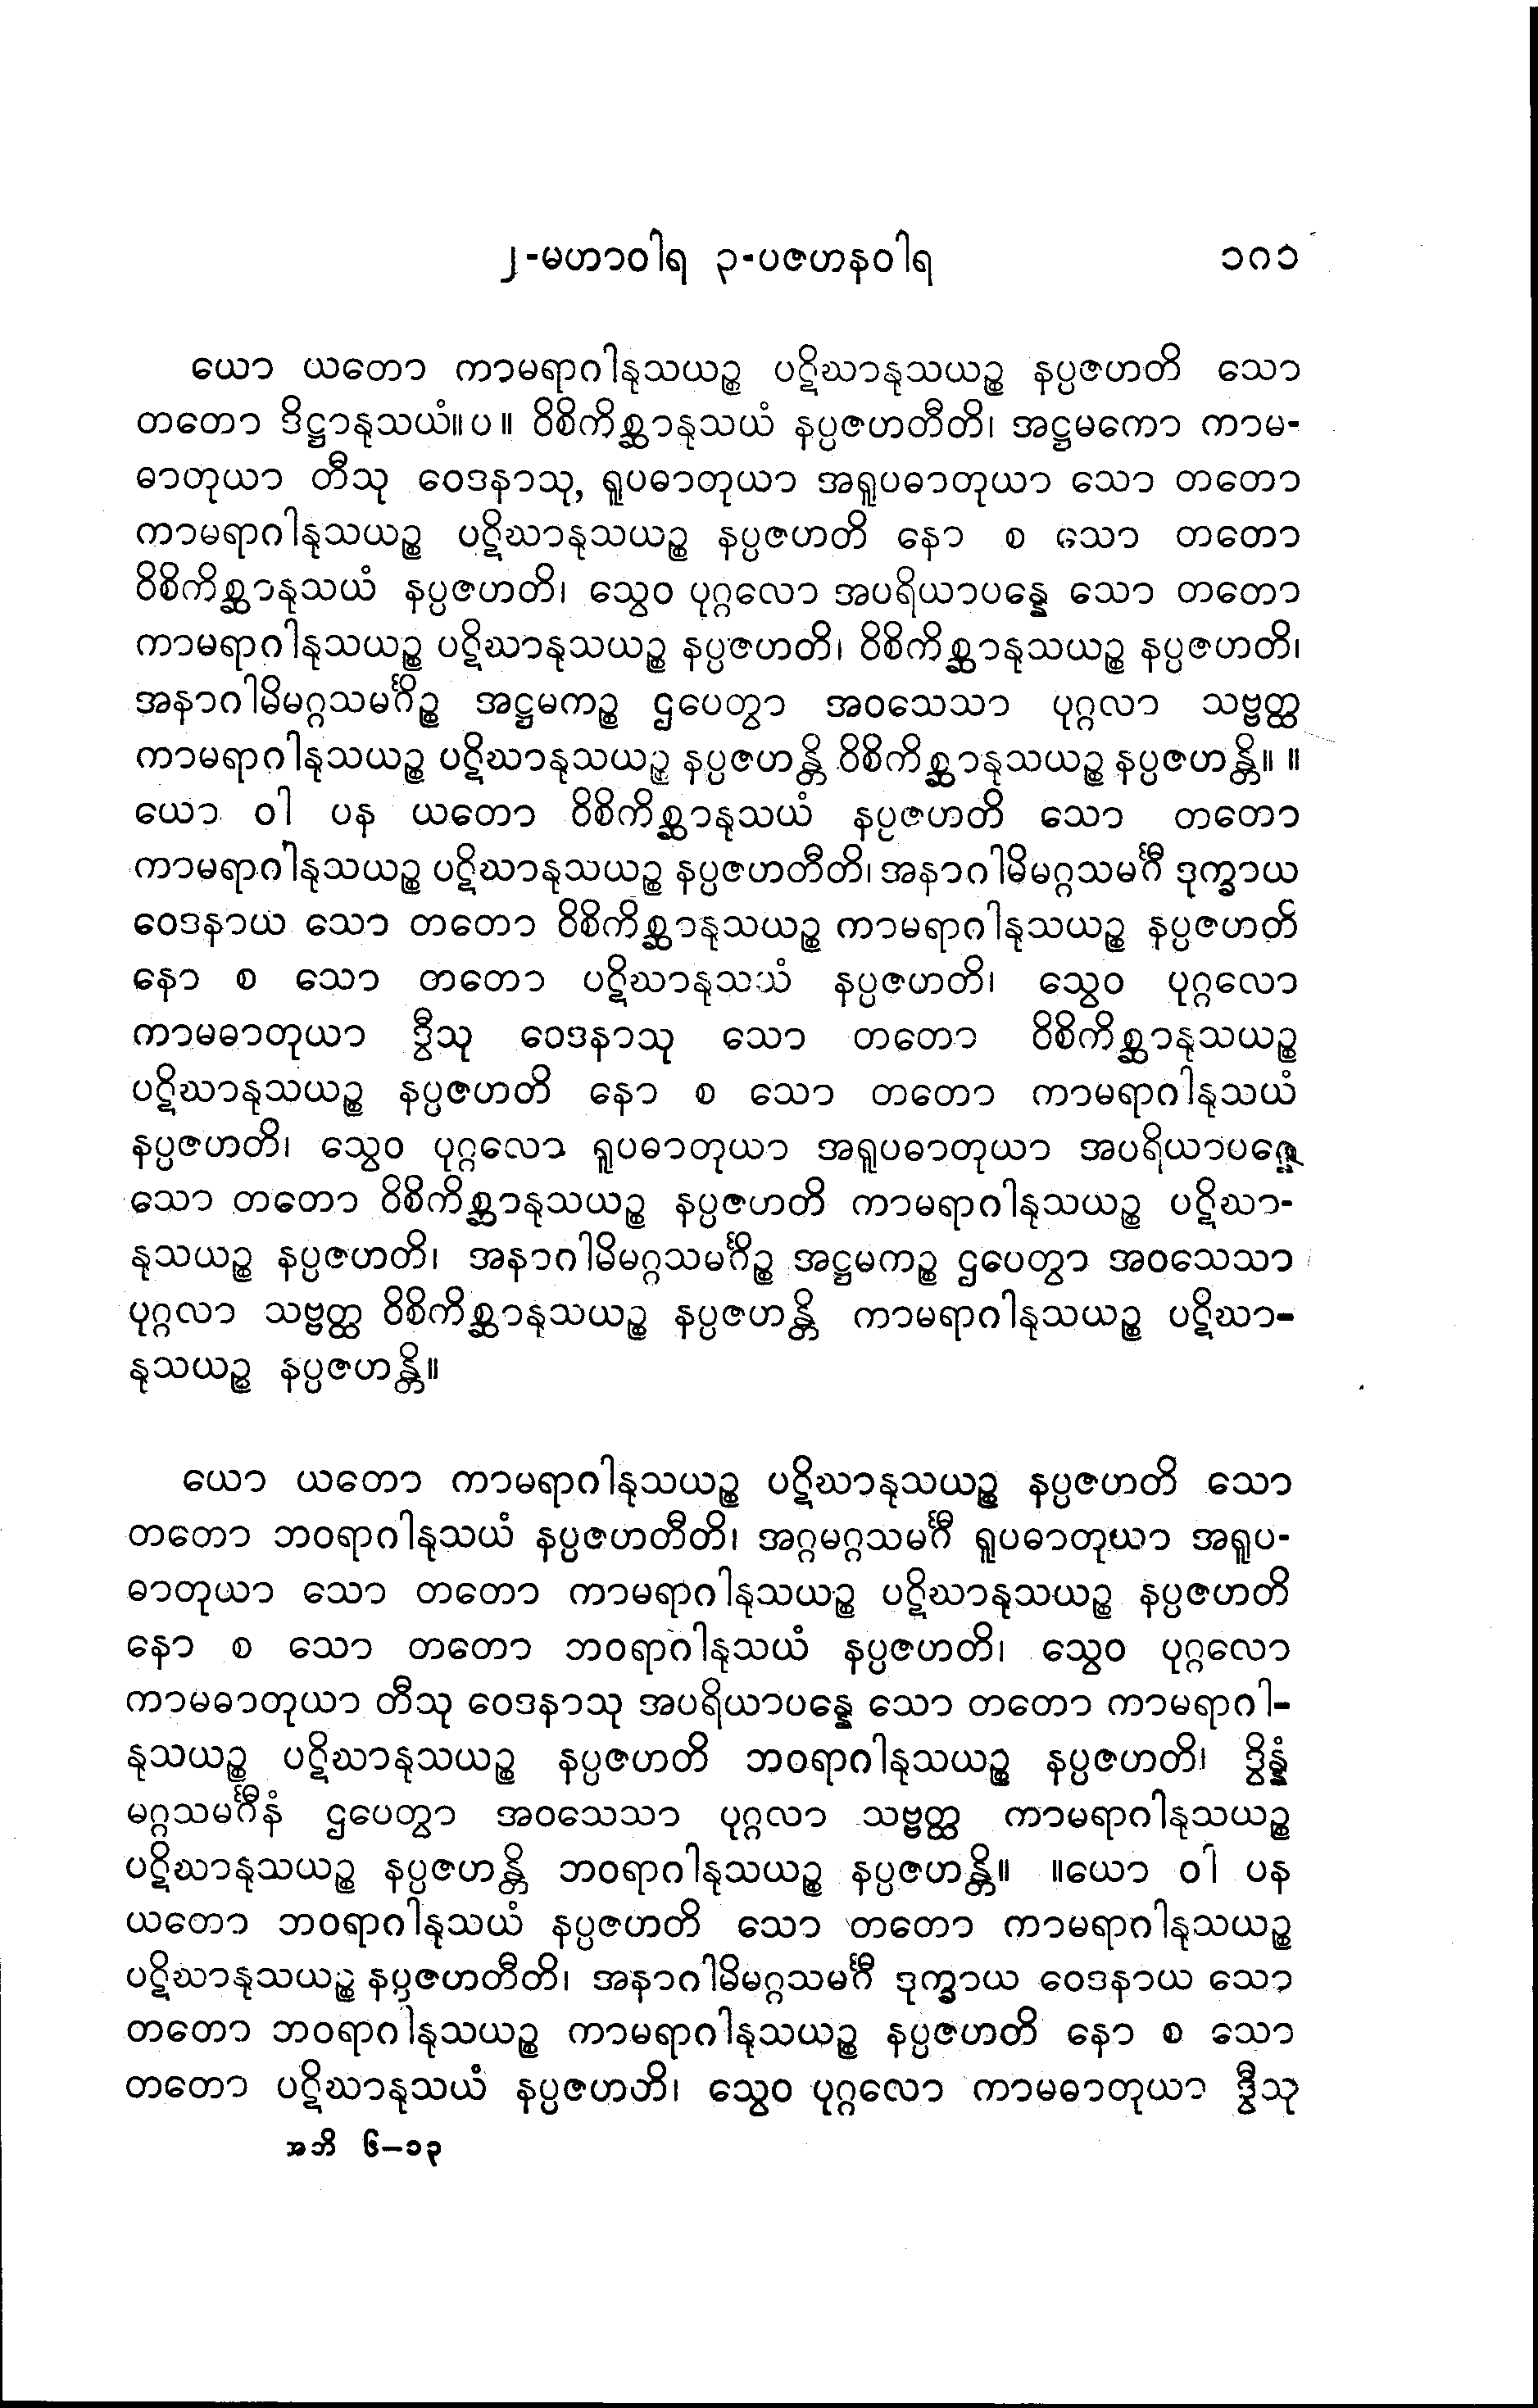 ၂-မဟာဝါရ ၃-ပဇဟနဝါရ ၁၈၁
ယော ယတော ကာမရာဂါနုသယဉ္စ ပဋိဃာနုသယဉ္စ နပ္ပဇဟတိ သော
တတော ဒိဋ္ဌာနုသယံ။ပ။ ဝိစိကိစ္ဆာနုသယံ နပ္ပဇဟတီတိ၊ အဋ္ဌမကော ကာမ-
ဓာတုယာ တီသု ဝေဒနာသု, ရူပဓာတုယာ အရူပဓာတုယာ သော တတော
ကာမရာဂါနုသယဉ္စ ပဋိဃာနုသယဉ္စ နပ္ပဇဟတိ နော စ သော တတော
ဝိစိကိစ္ဆာနုသယံ နပ္ပဇဟတိ၊ သွေဝ ပုဂ္ဂလော အပရိယာပန္နေ သော တတော
ကာမရာဂါနုသယဉ္စ ပဋိဃာနုသယဉ္စ နပ္ပဇဟတိ၊ ဝိစိကိစ္ဆာနုသယဉ္စ နပ္ပဇဟတိ၊
အနာဂါမိမဂ္ဂသမင်္ဂိဉ္စ အဋ္ဌမကဉ္စ ဌပေတွာ အဝသေသာ ပုဂ္ဂလာ သဗ္ဗတ္ထ
ကာမရာဂါနုသယဉ္စ ပဋိဃာနုသယဉ္စ နပ္ပဇဟန္တိ ဝိစိကိစ္ဆာနုသယဉ္စ နပ္ပဇဟန္တိ။ ။
ယော ဝါ ပန ယတော ဝိစိကိစ္ဆာနုသယံ နပ္ပဇဟတိ သော တတော
ကာမရာဂါနုသယဉ္စ ပဋိဃာနုသယဉ္စ နပ္ပဇဟတီတိ၊ အနာဂါမိမဂ္ဂသမင်္ဂီ ဒုက္ခာယ
ဝေဒနာယ သော တတော ဝိစိကိစ္ဆာနုသယဉ္စ ကာမရာဂါနုသယဉ္စ နပ္ပဇဟတိ
နော စ သော တတော ပဋိဃာနုသယံ နပ္ပဇဟတိ၊ သွေဝ ပုဂ္ဂလော
ကာမဓာတုယာ ဒွီသု ဝေဒနာသု သော တတော ဝိစိကိစ္ဆာနုသယဉ္စ
ပဋိဃာနုသယဉ္စ နပ္ပဇဟတိ နော စ သော တတော ကာမရာဂါနုသယံ
နပ္ပဇဟတိ၊ သွေဝ ပုဂ္ဂလော ရူပဓာတုယာ အရူပဓာတုယာ အပရိယာပန္နေ
သော တတော ဝိစိကိစ္ဆာနုသယဉ္စ နပ္ပဇဟတိ ကာမရာဂါနုသယဉ္စ ပဋိဃာ-
နုသယဉ္စ နပ္ပဇဟတိ၊ အနာဂါမိမဂ္ဂသမင်္ဂိဉ္စ အဋ္ဌမကဉ္စ ဌပေတွာ အဝသေသာ
ပုဂ္ဂလာ သဗ္ဗတ္ထ ဝိစိကိစ္ဆာနုသယဉ္စ နပ္ပဇဟန္တိ ကာမရာဂါနုသယဉ္စ ပဋိဃာ-
နုသယဉ္စ နပ္ပဇဟန္တိ။
ယော ယတော ကာမရာဂါနုသယဉ္စ ပဋိဃာနုသယဉ္စ နပ္ပဇဟတိ သော
တတော ဘဝရာဂါနုသယံ နပ္ပဇဟတီတိ၊ အဂ္ဂမဂ္ဂသမင်္ဂီ ရူပဓာတုယာ အရူပ-
ဓာတုယာ သော တတော ကာမရာဂါနုသယဉ္စ ပဋိဃာနုသယဉ္စ နပ္ပဇဟတိ
နော စ သော တတော ဘဝရာဂါနုသယံ နပ္ပဇဟတိ၊ သွေဝ ပုဂ္ဂလော
ကာမဓာတုယာ တီသု ဝေဒနာသု အပရိယာပန္နေ သော တတော ကာမရာဂါ-
နုသယဉ္စ ပဋိဃာနုသယဉ္စ နပ္ပဇဟတိ ဘဝရာဂါနုသယဉ္စ နပ္ပဇဟတိ၊ ဒွိန္နံ
မဂ္ဂသမင်္ဂီနံ ဌပေတွာ အဝသေသာ ပုဂ္ဂလာ သဗ္ဗတ္ထ ကာမရာဂါနုသယဉ္စ
ပဋိဃာနုသယဉ္စ နပ္ပဇဟန္တိ ဘဝရာဂါနုသယဉ္စ နပ္ပဇဟန္တိ။ ။ယော ဝါ ပန
ယတော ဘဝရာဂါနုသယံ နပ္ပဇဟတိ သော တတော ကာမရာဂါနုသယဉ္စ
ပဋိဃာနုသယဉ္စ နပ္ပဇဟတီတိ၊ အနာဂါမိမဂ္ဂသမင်္ဂီ ဒုက္ခာယ ဝေဒနာယ သော
တတော ဘဝရာဂါနုသယဉ္စ ကာမရာဂါနုသယဉ္စ နပ္ပဇဟတိ နော စ သော
တတော ပဋိဃာနုသယံ နပ္ပဇဟတိ၊ သွေဝ ပုဂ္ဂလော ကာမဓာတုယာ ဒွီသု
အဘိ ၆–၁၃